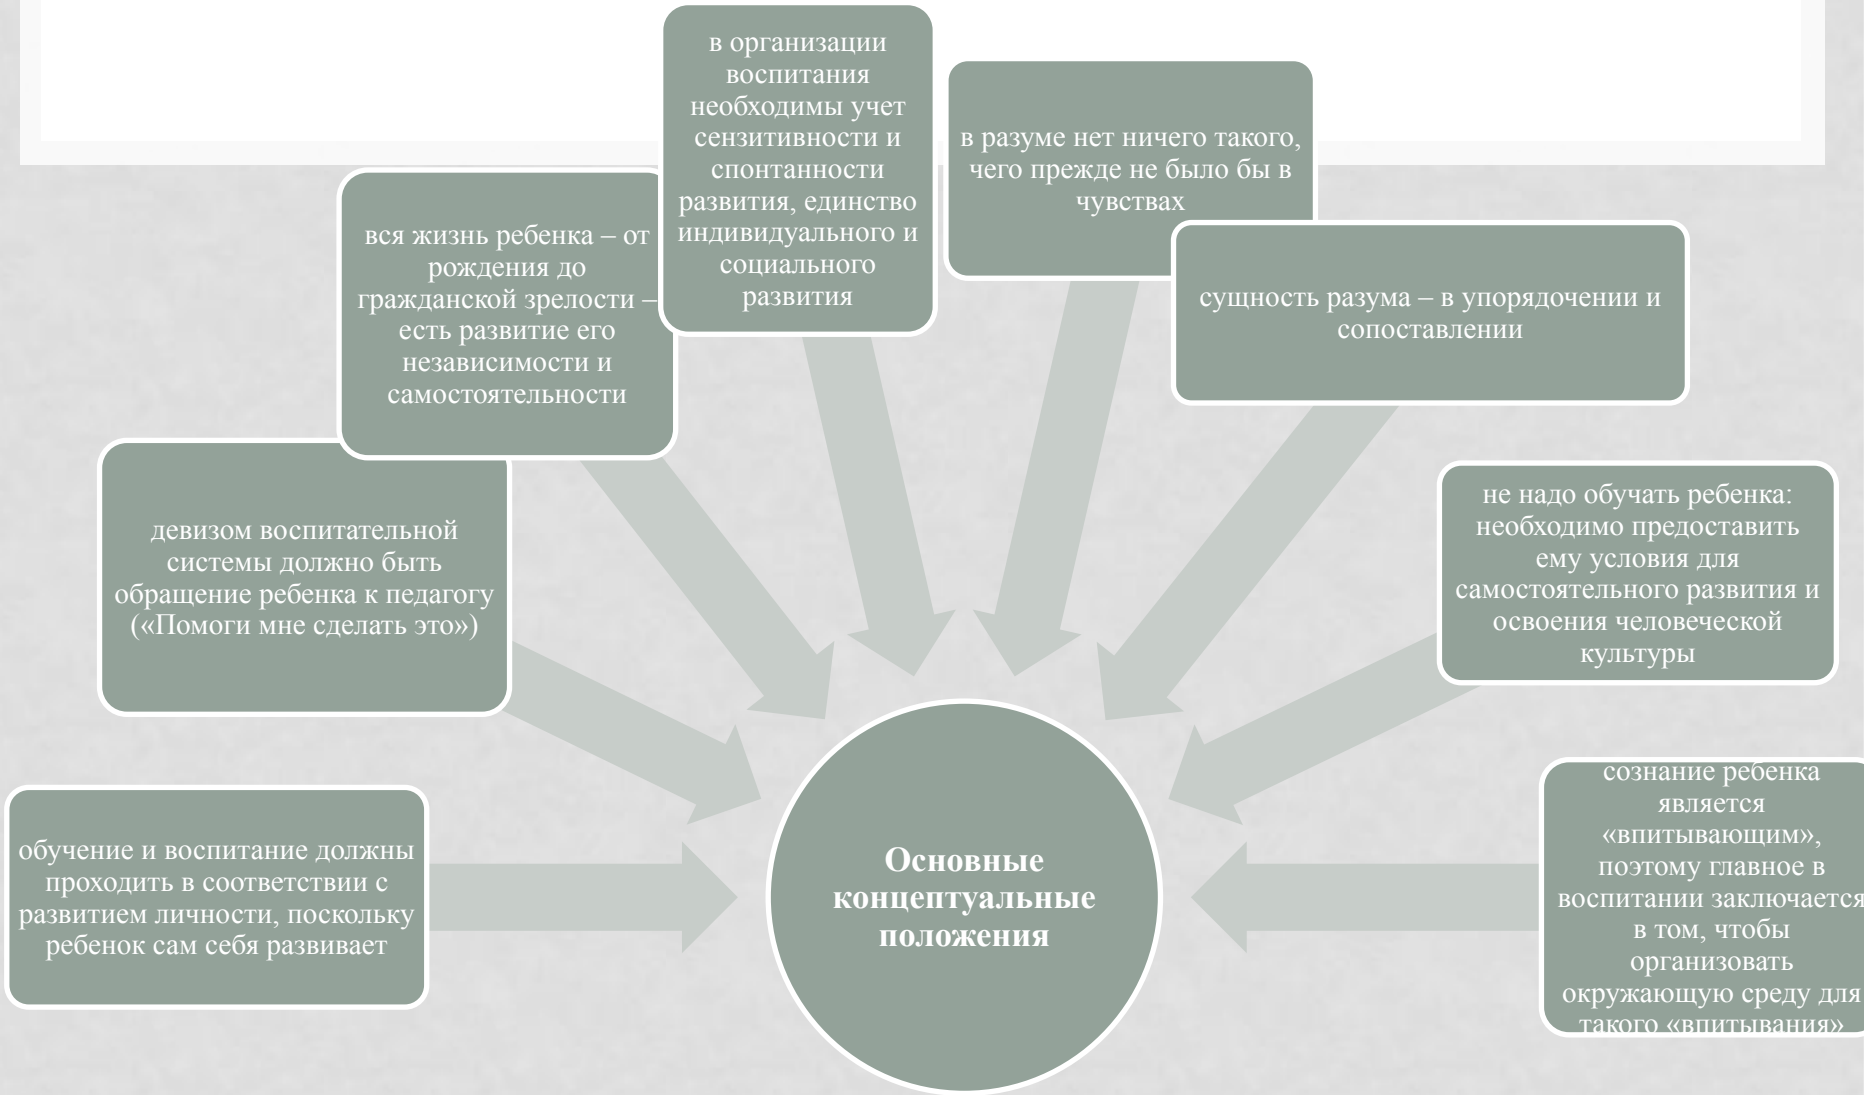 в организации
воспитания
необходимы учет
сензитивности и
спонтанности
развития, единство
индивидуального и
социального
развития
в разуме нет ничего такого,
чего прежде не было бы в
чувствах
вся жизнь ребенка – от
рождения до
гражданской зрелости –
есть развитие его
независимости и
самостоятельности
сущность разума – в упорядочении и
сопоставлении
девизом воспитательной
системы должно быть
обращение ребенка к педагогу
(«Помоги мне сделать это»)
не надо обучать ребенка:
необходимо предоставить
ему условия для
самостоятельного развития и
освоения человеческой
культуры
обучение и воспитание должны
проходить в соответствии с
развитием личности, поскольку
ребенок сам себя развивает
Основные
концептуальные
положения
сознание ребенка
является
«впитывающим»,
поэтому главное в
воспитании заключается
в том, чтобы
организовать
окружающую среду для
такого «впитывания»